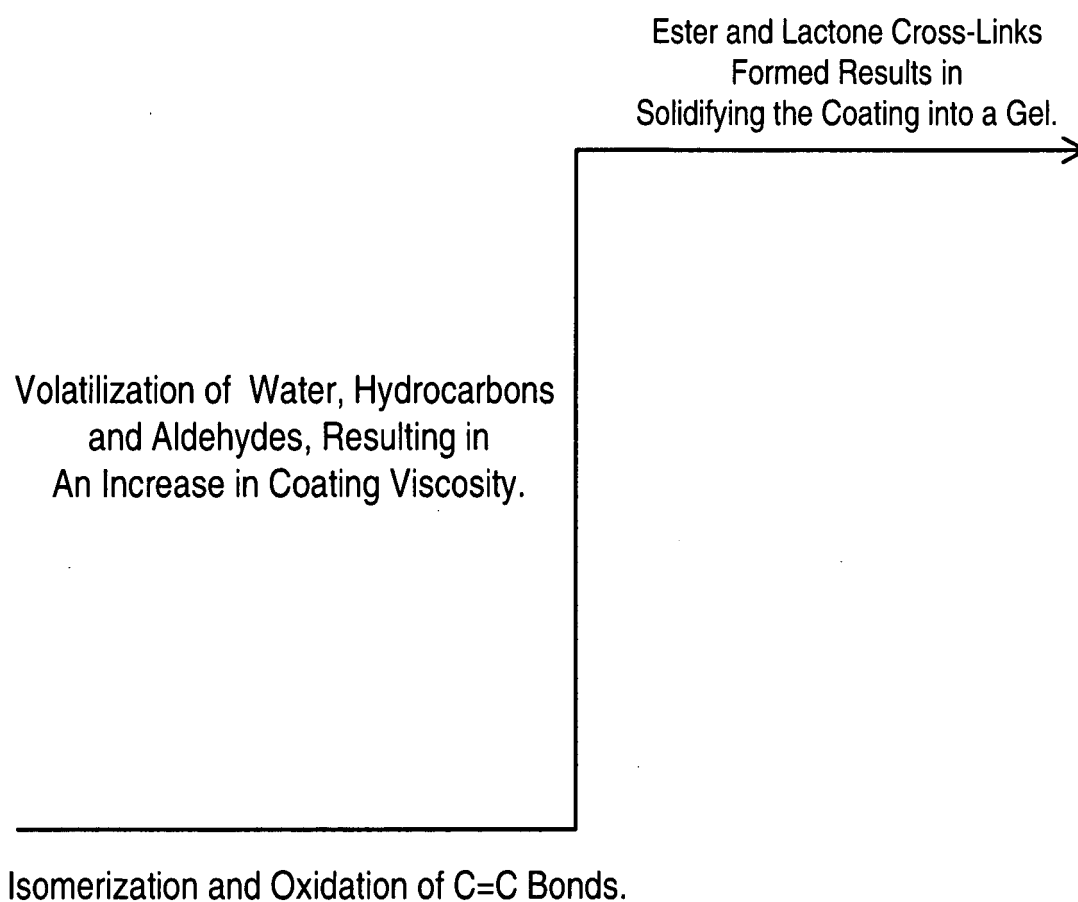 Ester and Lactone Cross-Links
Formed Results in
Solidifying the Coating into a Gel.
Volatilization of Water, Hydrocarbons
and Aldehydes, Resulting in
An Increase in Coating Viscosity.
Isomerization and Oxidation of C=C Bonds.